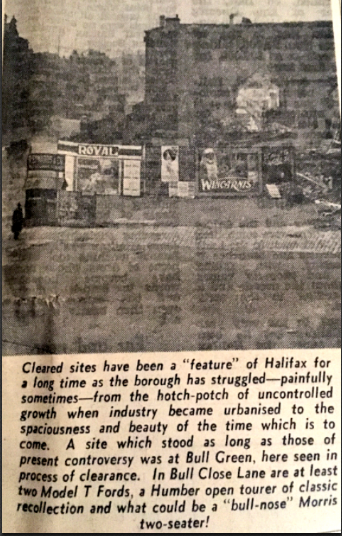 ROYAL
WINCARNIS
Cleared sites have been a "feature" of Halifax for
a long time as the borough has struggled—painfully
sometimes—from the hotch-potch of uncontrolled
growth when industry became urbanised to the
spaciousness and beauty of the time which is to
come. A site which stood as long as those of
present controversy was at Bull Green, here seen in
process of clearance. In Bull Close Lane are at least
two Model T Fords, a Humber open tourer of classic
recollection and what could be a "bull-nose" Morris
two-seater!